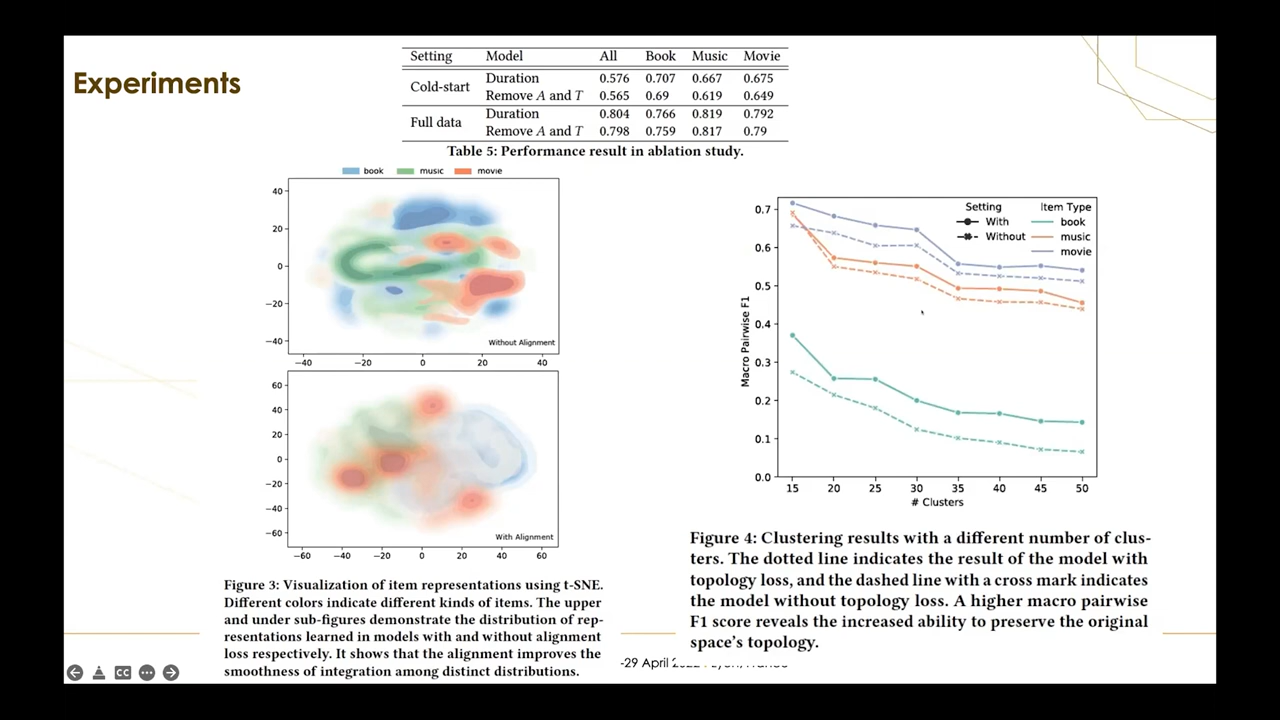 Experiments
Setting Model All Book Music Movie
Cold-start
Duration 0.576 0.707 0.667 0.675
Remove A and T 0.565 0.69 0.619 0.649
Full data
Duration 0.804 0.766 0.819 0.792
Remove A and T 0.798 0.759 0.817 0.79
Table 5: Performance result in ablation study.
book music movie
40
20
0
−20
−40
Without Alignment
−40 −20 0 20 40
60
40
20
0
−20
−40
−60
With Alignment
−60 −40 −20 0 20 40 60
Figure 3: Visualization of item representations using t-SNE.
Different colors indicate different kinds of items. The upper
and under sub-figures demonstrate the distribution of rep-
resentations learned in models with and without alignment
loss respectively. It shows that the alignment improves the
smoothness of integration among distinct distributions.
Setting Item Type
With book
Without music
movie
Macro Pairwise F1
0.7
0.6
0.5
0.4
0.3
0.2
0.1
0.0
15 20 25 30 35 40 45 50
# Clusters
Figure 4: Clustering results with a different number of clus-
ters. The dotted line indicates the result of the model with
topology loss, and the dashed line with a cross mark indicates
the model without topology loss. A higher macro pairwise
F1 score reveals the increased ability to preserve the original
space's topology.
-29 April
CC